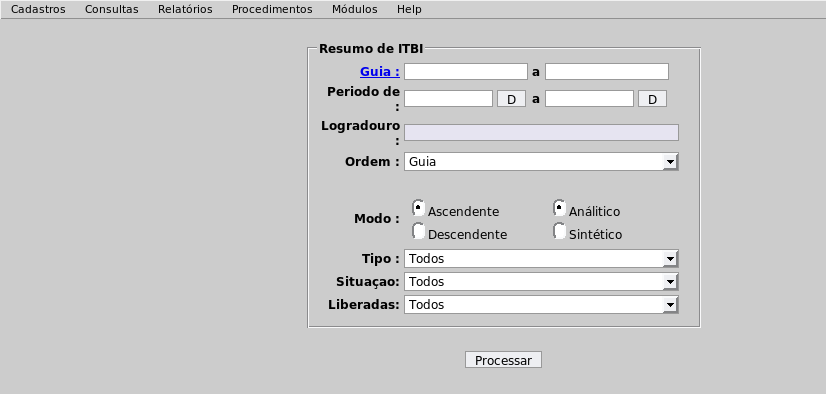 Cadastros Consultas Relatórios Procedimentos Módulos Help
Resumo de ITBI
Guia : a
Periodo de : D a D
Logradouro :
Ordem : Guia
Modo : Ascendente Análitico
Descendente Sintético
Tipo : Todos
Situaçao: Todos
Liberadas: Todos
Processar